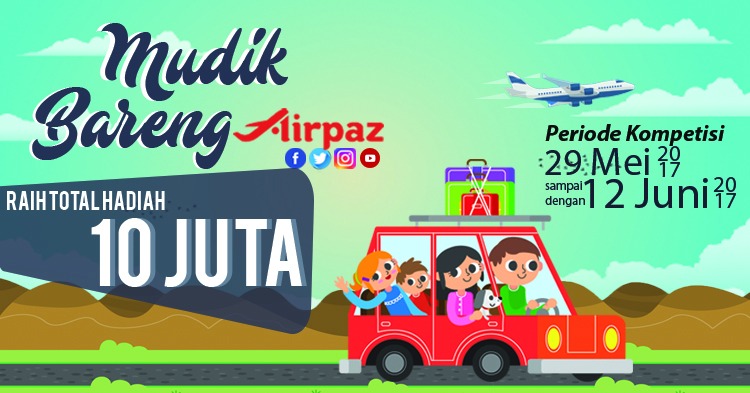 Mudik
Bareng Airpaz
RAIH TOTAL HADIAH
10 JUTA
Periode Kompetisi
29 Mei 2017
sampai dengan 12 Juni 2017